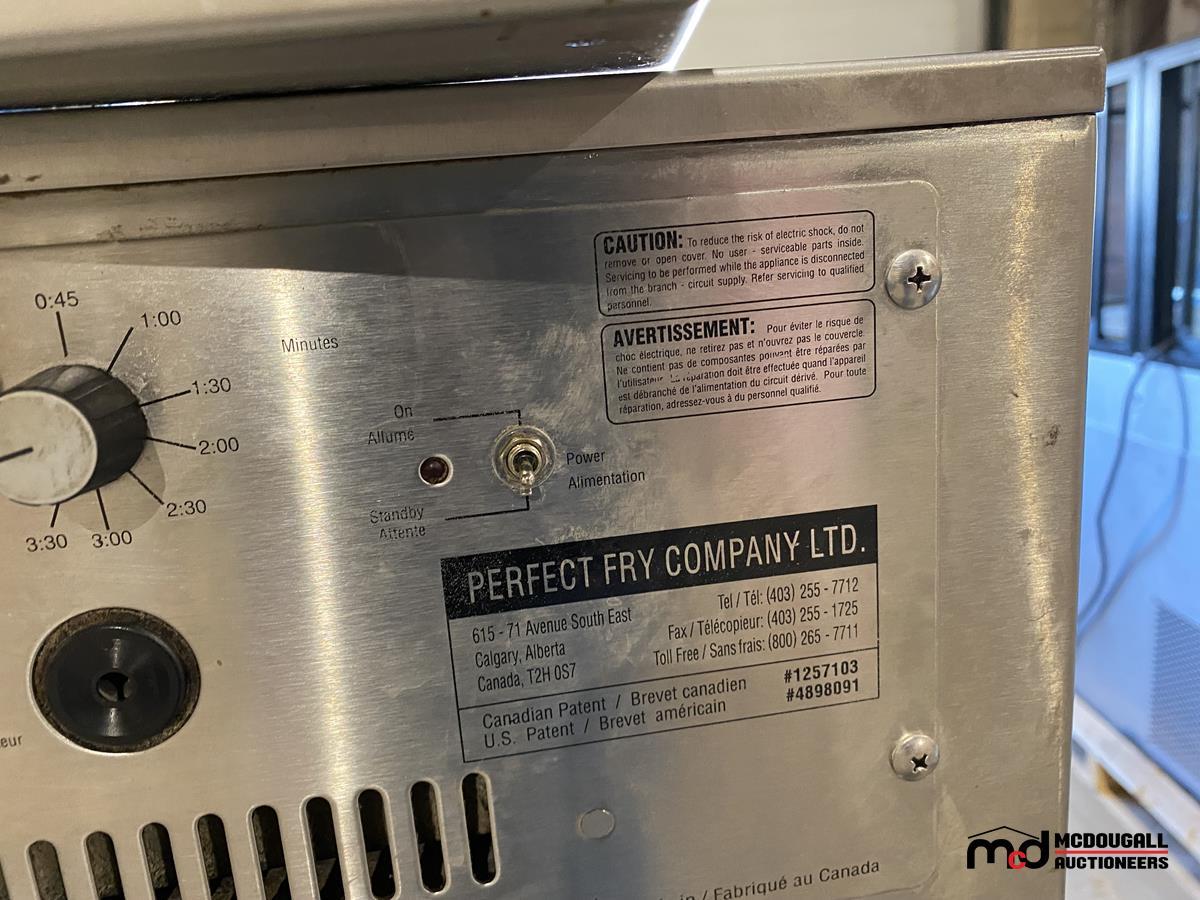 CAUTION: To reduce the risk of electric shock, do not
remove or open cover. No user - serviceable parts inside.
Servicing to be performed while the appliance is disconnected
from the branch - circuit supply. Refer servicing to qualified
personnel.
AVERTISSEMENT: Pour éviter le risque de
choc électrique, ne retirez pas et n'ouvrez pas le couvercle.
Ne contient pas de composantes pouvant être réparées par
l'utilisateur. La réparation doit être effectuée quand l'appareil
est débranché de l'alimentation du circuit dérivé. Pour toute
réparation, adressez-vous à du personnel qualifié.
0:45
1:00
Minutes
1:30
2:00
2:30
3:00
3:30
On
Allumé
Power
Alimentation
Standby
Attente
PERFECT FRY COMPANY LTD.
615 - 71 Avenue South East
Calgary, Alberta
Canada, T2H 0S7
Tel / Tél: (403) 255 - 7712
Fax / Télécopieur: (403) 255 - 1725
Toll Free / Sans frais: (800) 265 - 7711
Canadian Patent / Brevet canadien #1257103
U.S. Patent / Brevet américain #4898091
/ Fabriqué au Canada
mcd MCDOUGALL
AUCTIONEERS